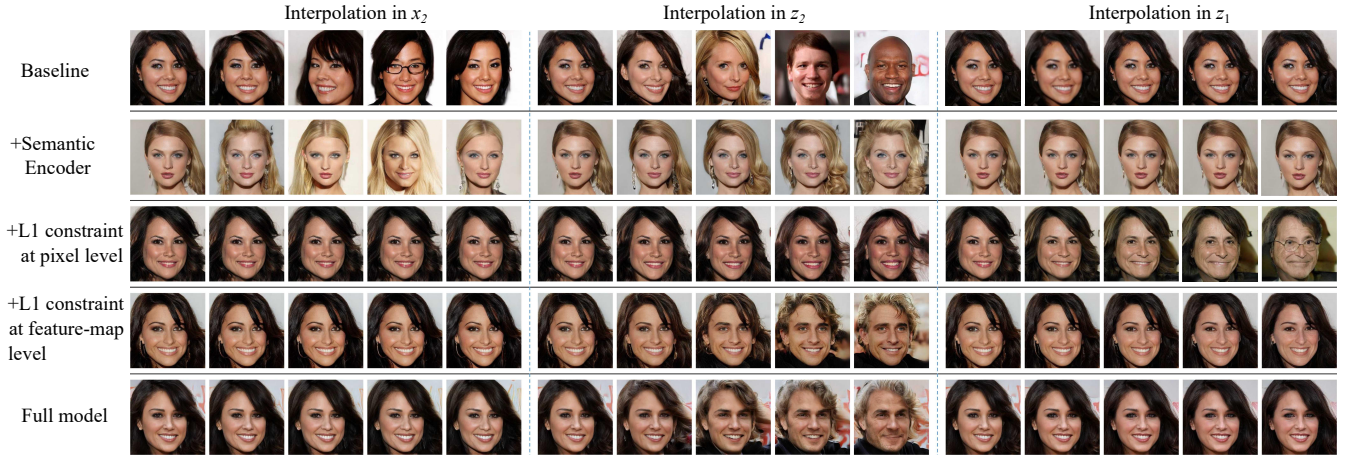 Interpolation in x₂
Interpolation in z₂
Interpolation in z₁
Baseline
+Semantic
Encoder
+L1 constraint
at pixel level
+L1 constraint
at feature-map
level
Full model